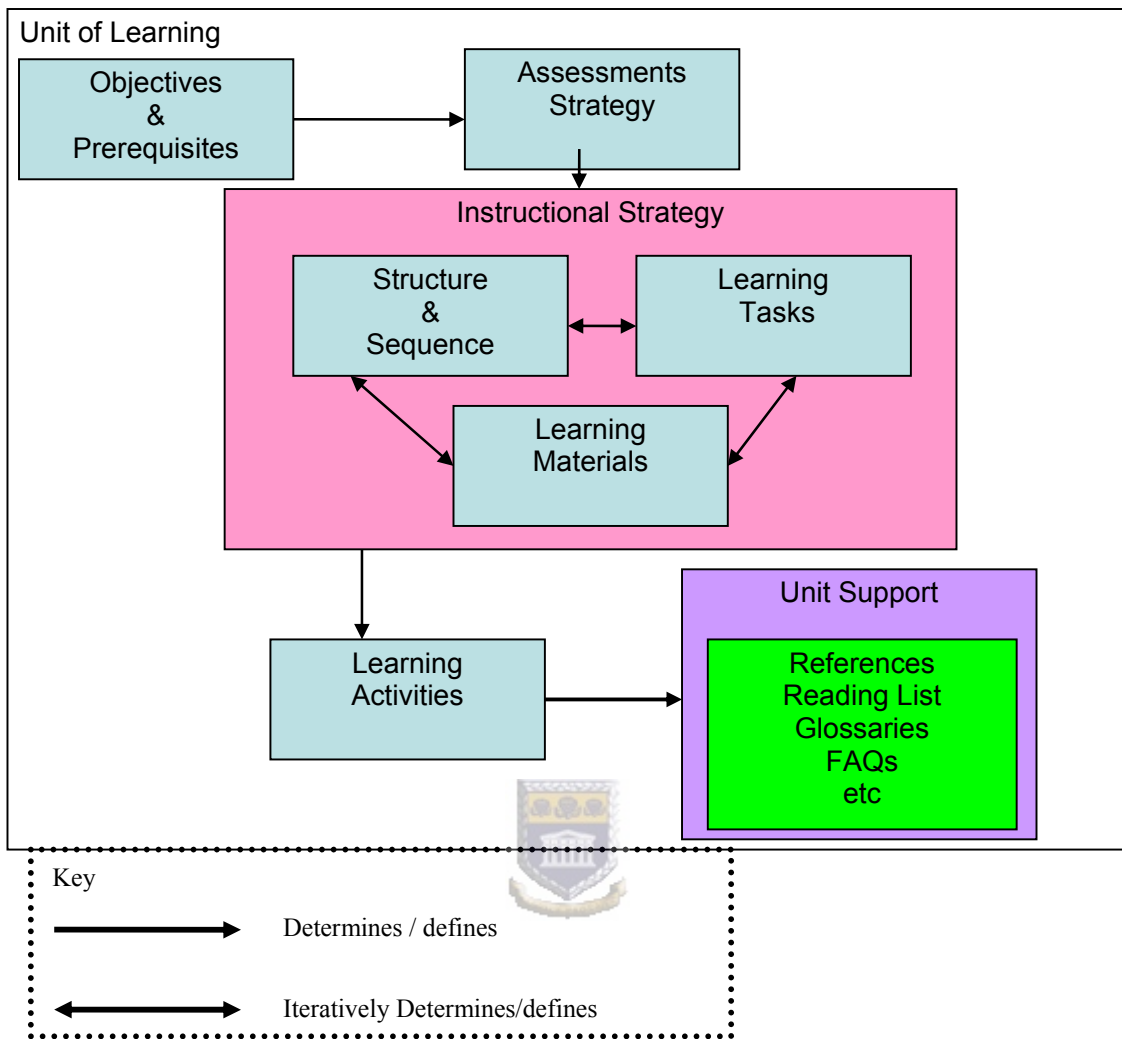 Unit of Learning
Objectives
&
Prerequisites
Assessments
Strategy
Instructional Strategy
Structure
&
Sequence
Learning
Tasks
Learning
Materials
Learning
Activities
Unit Support
References
Reading List
Glossaries
FAQs
etc
Key
Determines / defines
Iteratively Determines/defines